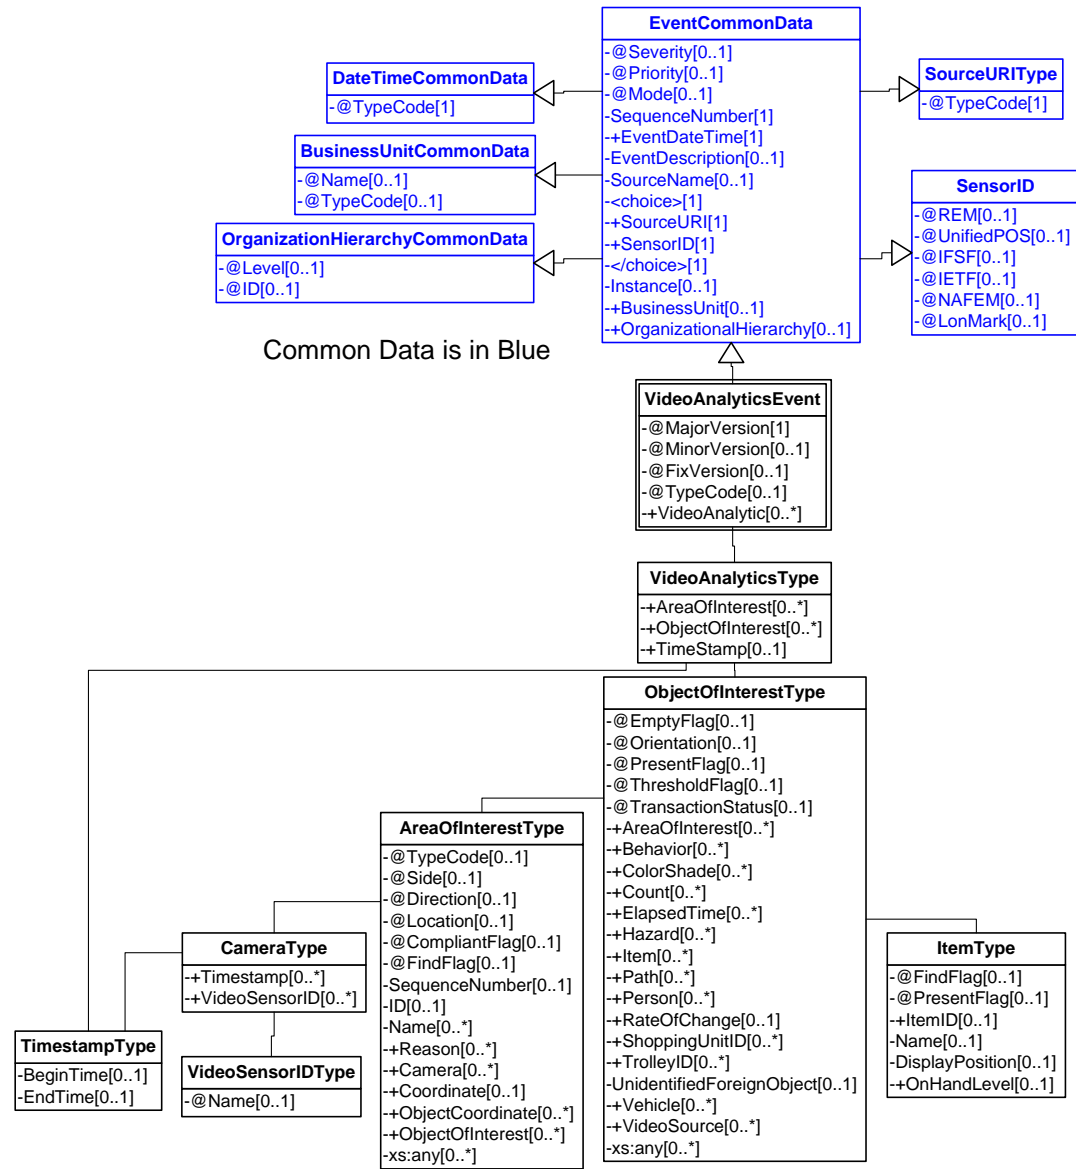 EventCommonData
-@Severity[0..1]
-@Priority[0..1]
-@Mode[0..1]
-SequenceNumber[1]
-+EventDateTime[1]
-EventDescription[0..1]
-SourceName[0..1]
-<choice>[1]
-+SourceURI[1]
-+SensorID[1]
-</choice>[1]
-Instance[0..1]
-+BusinessUnit[0..1]
-+OrganizationalHierarchy[0..1]
DateTimeCommonData
-@TypeCode[1]
BusinessUnitCommonData
-@Name[0..1]
-@TypeCode[0..1]
OrganizationHierarchyCommonData
-@Level[0..1]
-@ID[0..1]
SourceURIType
-@TypeCode[1]
SensorID
-@REM[0..1]
-@UnifiedPOS[0..1]
-@IFSF[0..1]
-@IETF[0..1]
-@NAFEM[0..1]
-@LonMark[0..1]
Common Data is in Blue
VideoAnalyticsEvent
-@MajorVersion[1]
-@MinorVersion[0..1]
-@FixVersion[0..1]
-@TypeCode[0..1]
-+VideoAnalytic[0..*]
VideoAnalyticsType
-+AreaOfInterest[0..*]
-+ObjectOfInterest[0..*]
-+TimeStamp[0..1]
ObjectOfInterestType
-@EmptyFlag[0..1]
-@Orientation[0..1]
-@PresentFlag[0..1]
-@ThresholdFlag[0..1]
-@TransactionStatus[0..1]
-+AreaOfInterest[0..*]
-+Behavior[0..*]
-+ColorShade[0..*]
-+Count[0..*]
-+ElapsedTime[0..*]
-+Hazard[0..*]
-+Item[0..*]
-+Path[0..*]
-+Person[0..*]
-+RateOfChange[0..1]
-+ShoppingUnitID[0..*]
-+TrolleyID[0..*]
-UnidentifiedForeignObject[0..1]
-+Vehicle[0..*]
-+VideoSource[0..*]
-xs:any[0..*]
AreaOfInterestType
-@TypeCode[0..1]
-@Side[0..1]
-@Direction[0..1]
-@Location[0..1]
-@CompliantFlag[0..1]
-@FindFlag[0..1]
-SequenceNumber[0..1]
-ID[0..1]
-Name[0..*]
-+Reason[0..*]
-+Camera[0..*]
-+Coordinate[0..1]
-+ObjectCoordinate[0..*]
-+ObjectOfInterest[0..*]
-xs:any[0..*]
CameraType
-+Timestamp[0..*]
-+VideoSensorID[0..*]
ItemType
-@FindFlag[0..1]
-@PresentFlag[0..1]
-+ItemID[0..1]
-Name[0..1]
-DisplayPosition[0..1]
-+OnHandLevel[0..1]
TimestampType
-BeginTime[0..1]
-EndTime[0..1]
VideoSensorIDType
-@Name[0..1]